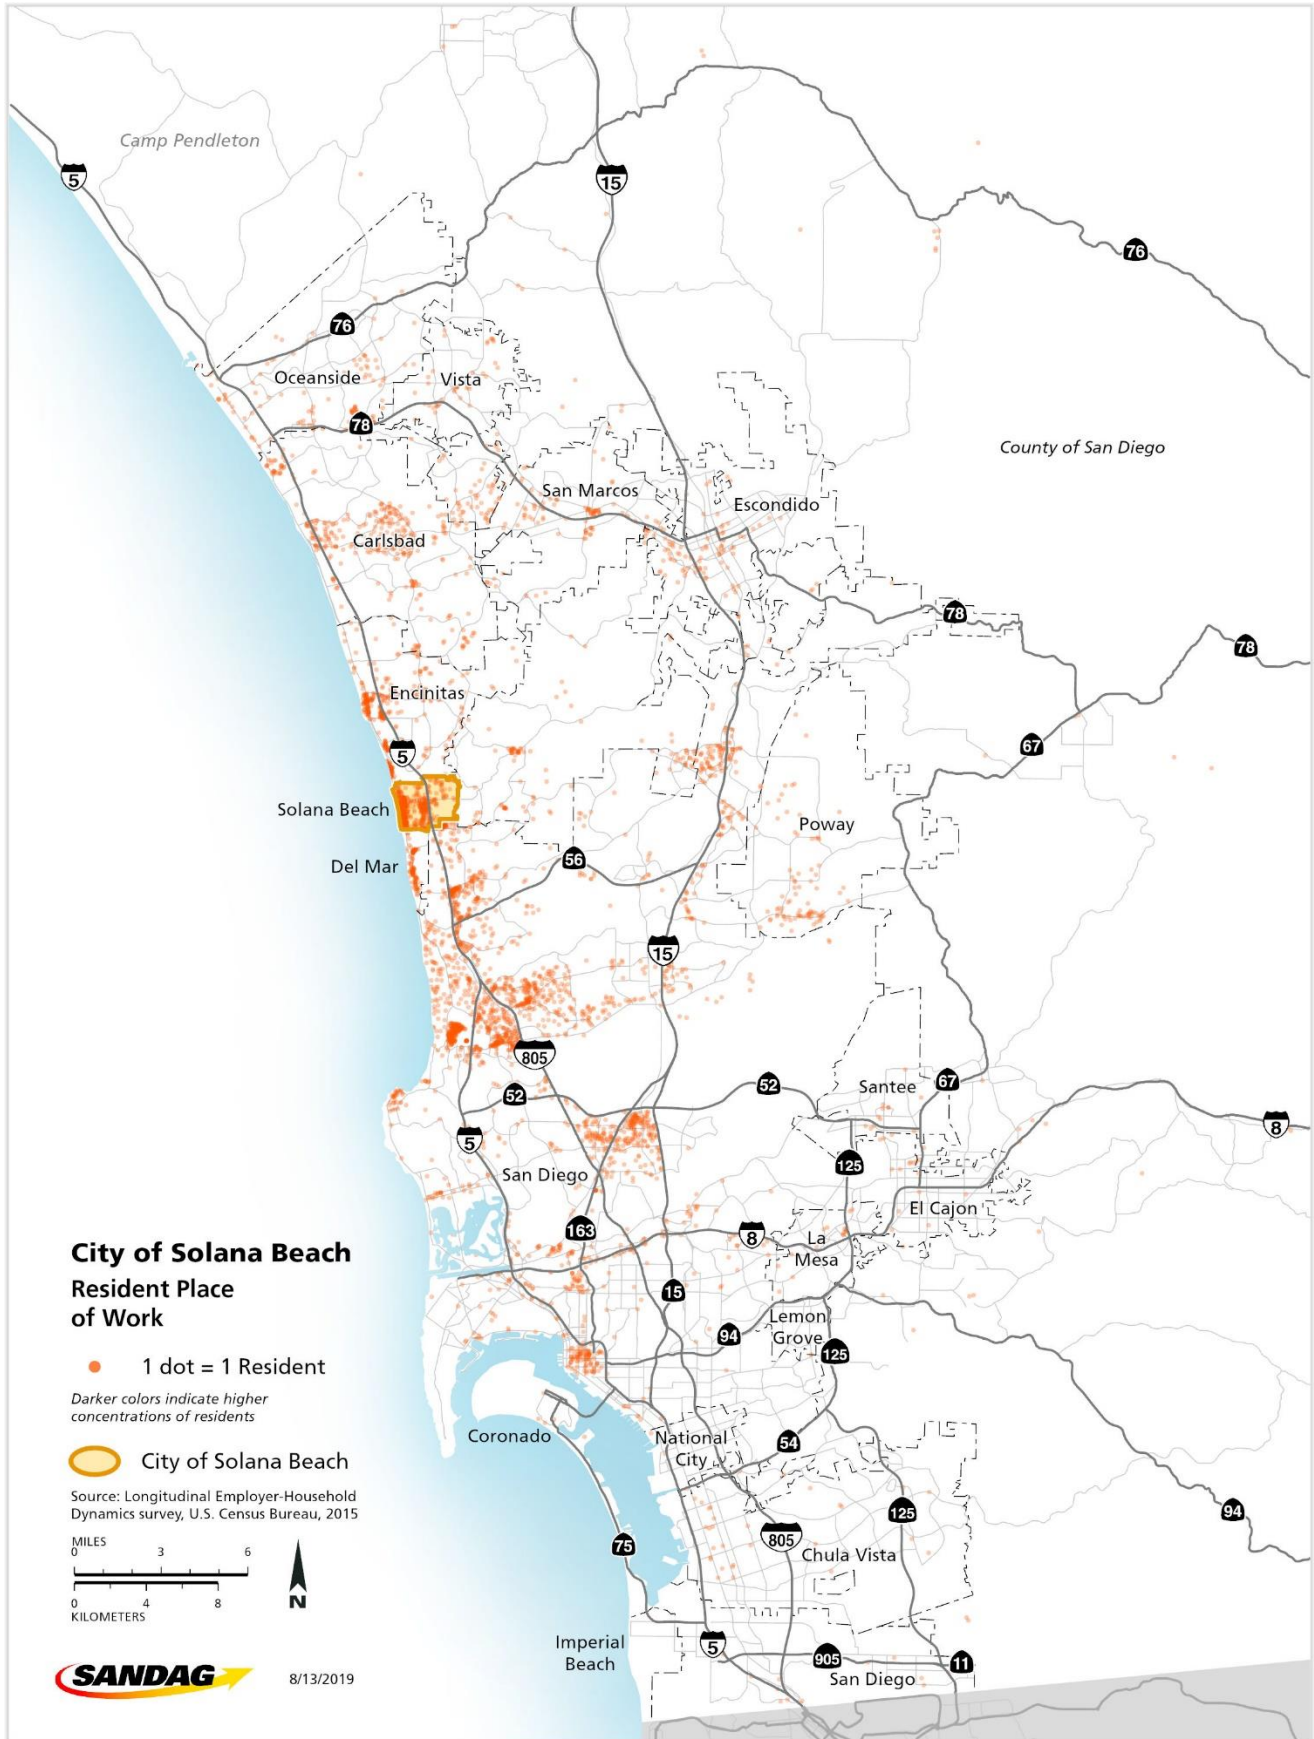 Camp Pendleton
5
15
76
76
Oceanside
Vista
78
County of San Diego
San Marcos
Escondido
Carlsbad
78
78
Encinitas
67
5
Solana Beach
Poway
56
Del Mar
15
805
52
Santee
67
52
8
5
125
San Diego
El Cajon
163
8
La
Mesa
City of Solana Beach
Resident Place
of Work
15
Lemon
Grove
94
125
1 dot = 1 Resident
Darker colors indicate higher
concentrations of residents
Coronado
National
City
54
City of Solana Beach
Source: Longitudinal Employer-Household
Dynamics survey, U.S. Census Bureau, 2015
125
94
MILES
0 3 6
75
805
Chula Vista
0 4 8
KILOMETERS
N
Imperial
Beach
5
905
11
San Diego
SANDAG
8/13/2019